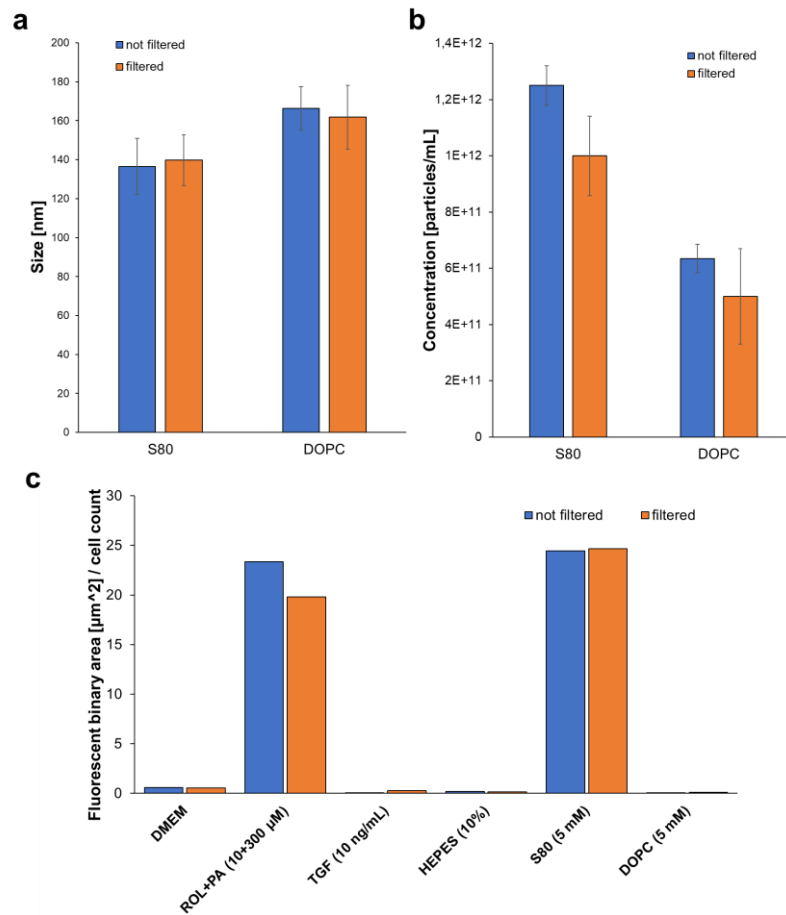 a
not filtered
filtered
Size [nm]
200
180
160
140
120
100
80
60
40
20
0
S80
DOPC
b
not filtered
filtered
Concentration [particles/mL]
1,4E+12
1,2E+12
1E+12
8E+11
6E+11
4E+11
2E+11
0
S80
DOPC
c
not filtered
filtered
Fluorescent binary area [µm^2] / cell count
30
25
20
15
10
5
0
DMEM
ROL+PA (10+300 µM)
TGF (10 ng/mL)
HEPES (10%)
S80 (5 mM)
DOPC (5 mM)